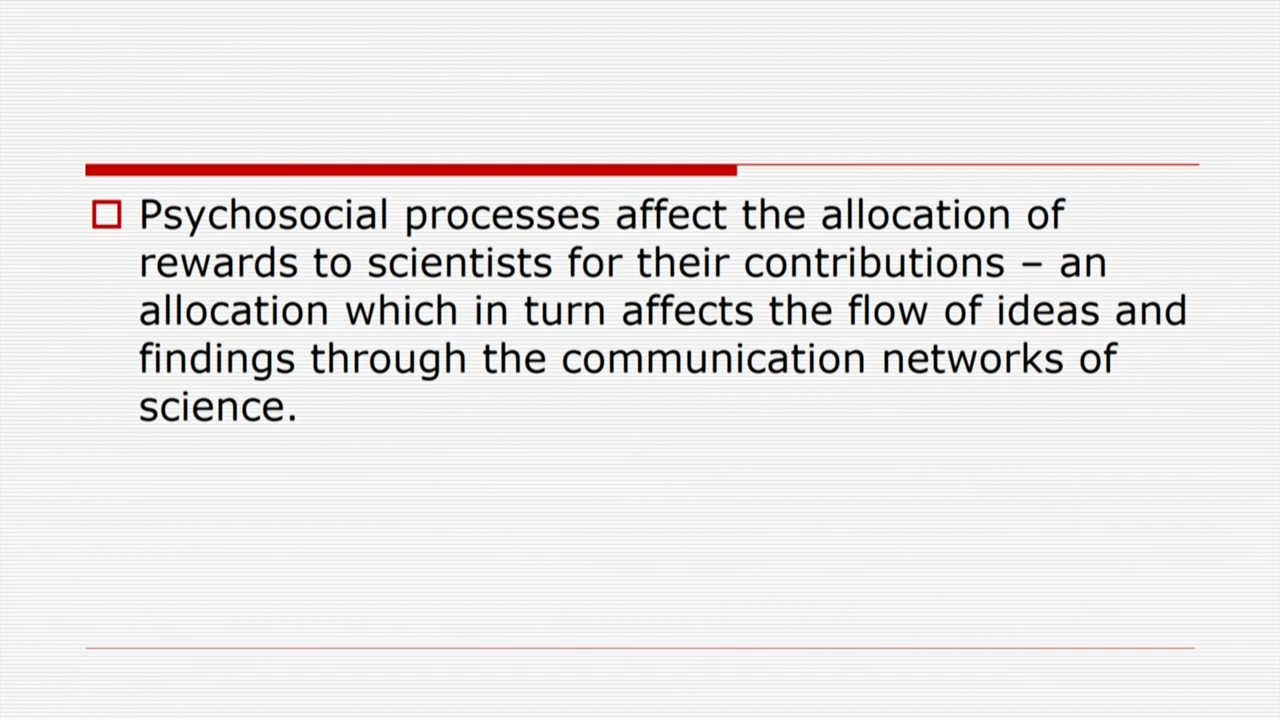 Psychosocial processes affect the allocation of
rewards to scientists for their contributions – an
allocation which in turn affects the flow of ideas and
findings through the communication networks of
science.